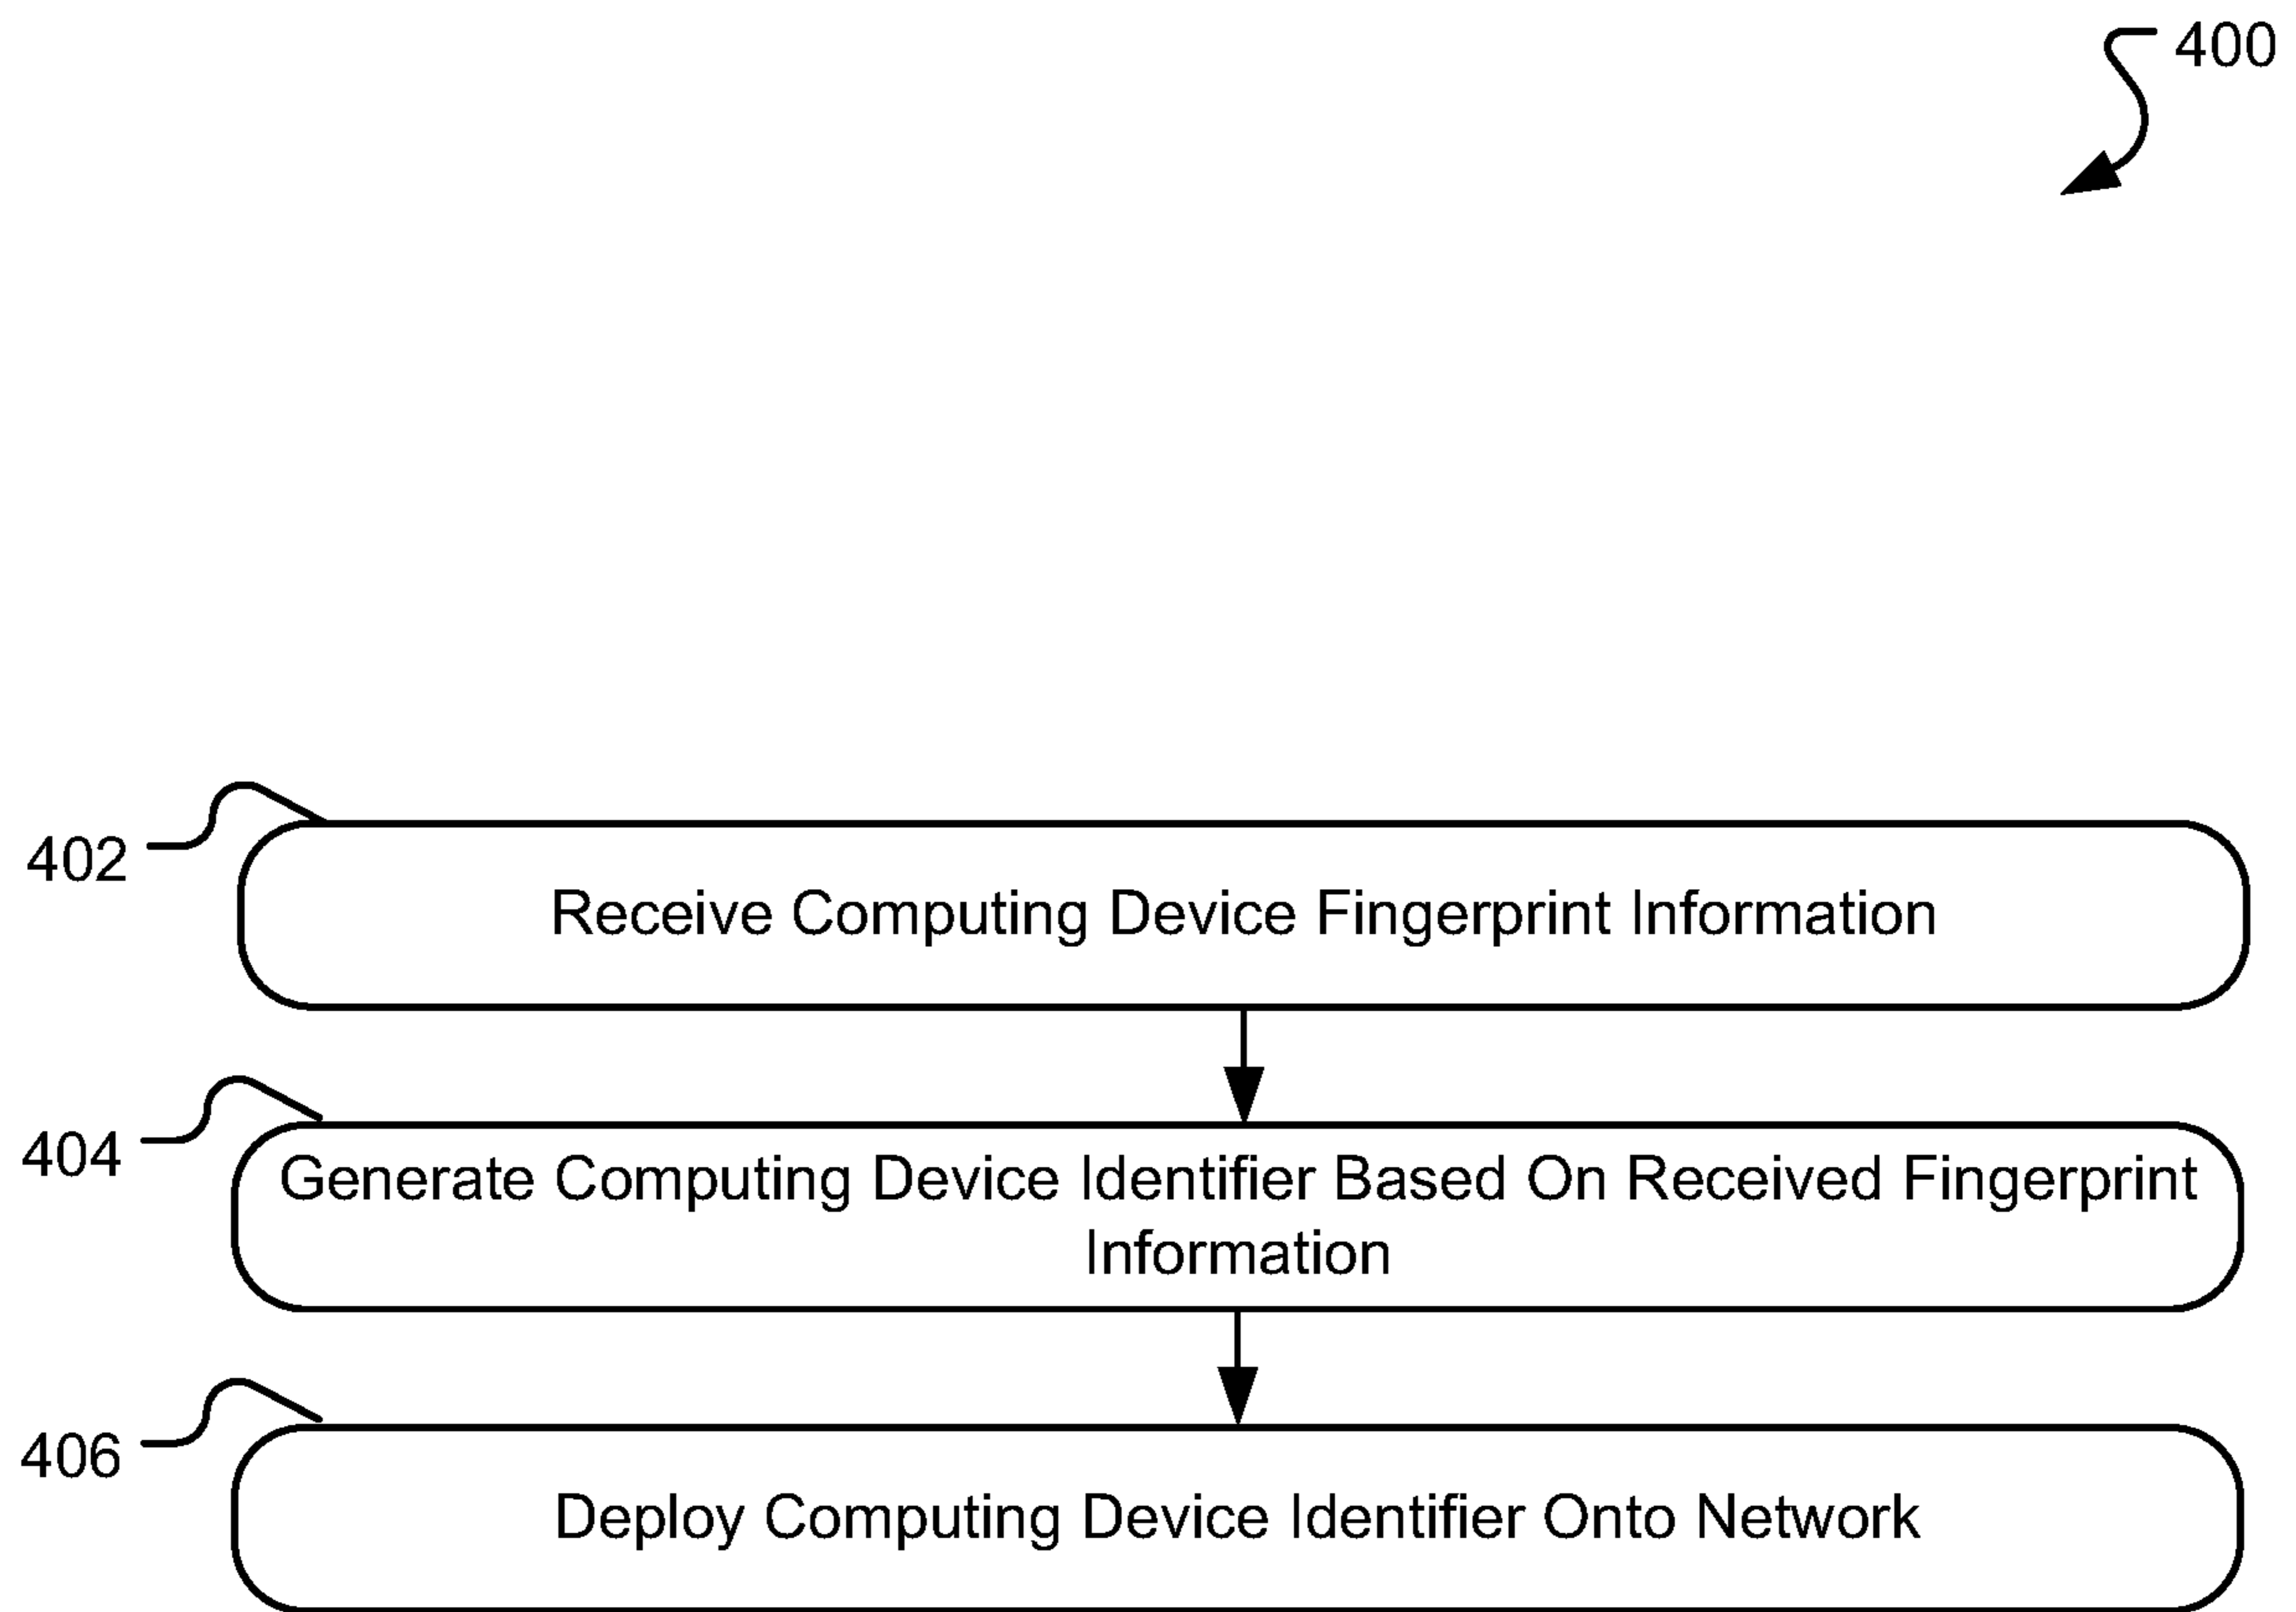 400
402
Receive Computing Device Fingerprint Information
404
Generate Computing Device Identifier Based On Received Fingerprint
Information
406
Deploy Computing Device Identifier Onto Network